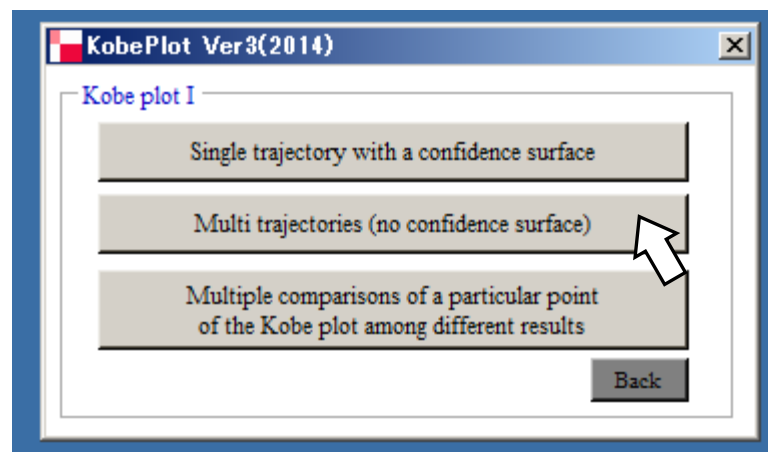 KobePlot Ver3(2014)
Kobe plot I
Single trajectory with a confidence surface
Multi trajectories (no confidence surface)
Multiple comparisons of a particular point
of the Kobe plot among different results
Back